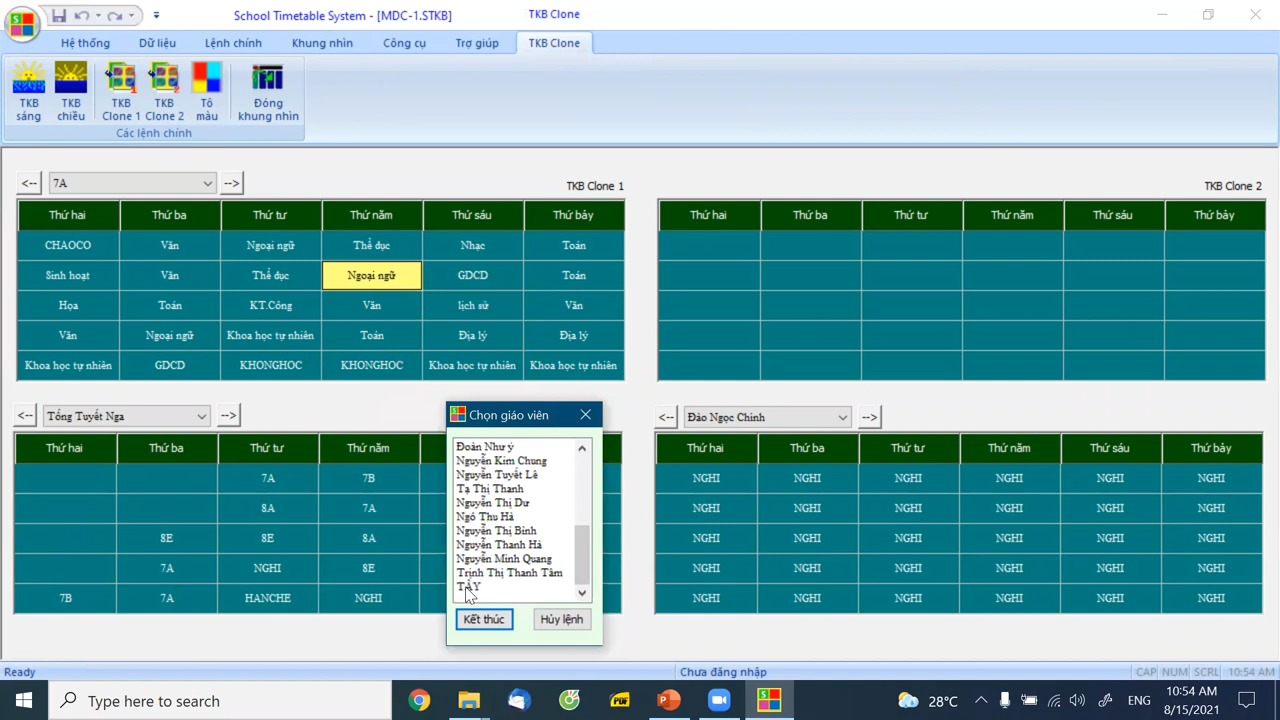 School Timetable System - [MDC-1.STKB]
TKB Clone
Hệ thống Dữ liệu Lệnh chính Khung nhìn Công cụ Trợ giúp TKB Clone
TKB sáng
TKB chiều
TKB Clone 1
TKB Clone 2
Tô màu
Đóng khung nhìn
Các lệnh chính
<-- 7A -->
TKB Clone 1
Thứ hai Thứ ba Thứ tư Thứ năm Thứ sáu Thứ bảy
CHAOCO Văn Ngoại ngữ Thể dục Nhạc Toán
Sinh hoạt Văn Thể dục Ngoại ngữ GDCD Toán
Họa Toán KT.Công Văn lịch sử Văn
Văn Ngoại ngữ Khoa học tự nhiên Toán Địa lý Địa lý
Khoa học tự nhiên GDCD KHONGHOC KHONGHOC Khoa học tự nhiên Khoa học tự nhiên
TKB Clone 2
Thứ hai Thứ ba Thứ tư Thứ năm Thứ sáu Thứ bảy
<-- Tống Tuyết Nga -->
Thứ hai Thứ ba Thứ tư Thứ năm
7A 7B
8A 7A
8E 8E 8A
7A NGHI 8E
7B 7A HANCHE NGHI
Chọn giáo viên
Đoàn Như ý
Nguyễn Kim Chung
Nguyễn Tuyết Lê
Tạ Thị Thanh
Nguyễn Thị Dư
Ngó Thu Hà
Nguyễn Thị Bình
Nguyễn Thanh Hà
Nguyễn Minh Quang
Trịnh Thị Thanh Tâm
TÂY
Kết thúc Hủy lệnh
<-- Đào Ngọc Chinh -->
Thứ hai Thứ ba Thứ tư Thứ năm Thứ sáu Thứ bảy
NGHI NGHI NGHI NGHI NGHI NGHI
NGHI NGHI NGHI NGHI NGHI NGHI
NGHI NGHI NGHI NGHI NGHI NGHI
NGHI NGHI NGHI NGHI NGHI NGHI
NGHI NGHI NGHI NGHI NGHI NGHI
Ready Chưa đăng nhập CAP NUM SCRL 10:54 AM
Type here to search
PDF
28°C ENG
10:54 AM
8/15/2021